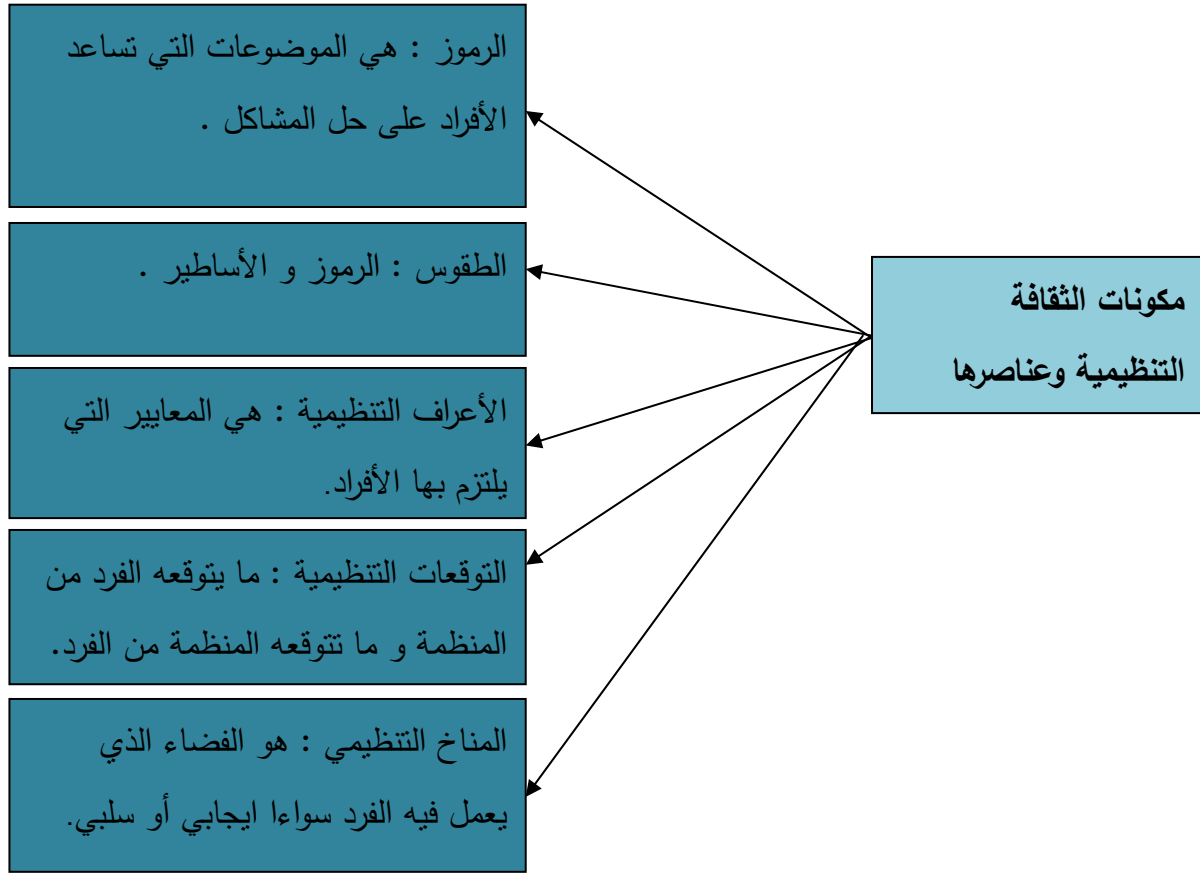 مكونات الثقافة
التنظيمية وعناصرها
الرموز : هي الموضوعات التي تساعد
الأفراد على حل المشاكل .
الطقوس : الرموز و الأساطير .
الأعراف التنظيمية : هي المعايير التي
يلتزم بها الأفراد.
التوقعات التنظيمية : ما يتوقعه الفرد من
المنظمة و ما تتوقعه المنظمة من الفرد.
المناخ التنظيمي : هو الفضاء الذي
يعمل فيه الفرد سواءا ايجابي أو سلبي.